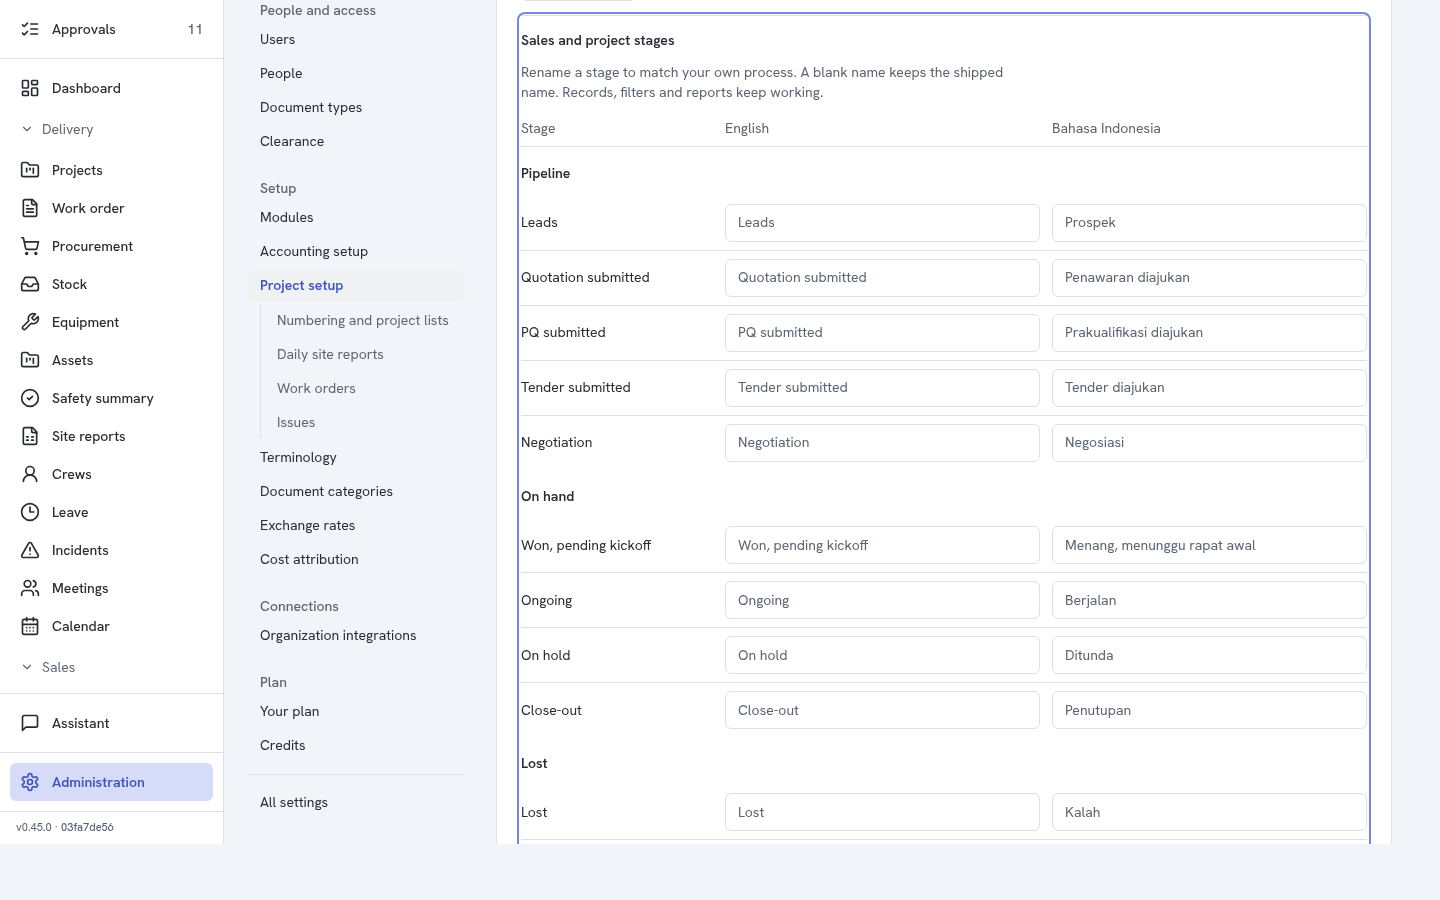 Approvals 11
Dashboard
Delivery
Projects
Work order
Procurement
Stock
Equipment
Assets
Safety summary
Site reports
Crews
Leave
Incidents
Meetings
Calendar
Sales
Assistant
Administration
v0.45.0 · 03fa7de56
People and access
Users
People
Document types
Clearance
Setup
Modules
Accounting setup
Project setup
Numbering and project lists
Daily site reports
Work orders
Issues
Terminology
Document categories
Exchange rates
Cost attribution
Connections
Organization integrations
Plan
Your plan
Credits
All settings
Sales and project stages
Rename a stage to match your own process. A blank name keeps the shipped
name. Records, filters and reports keep working.
Stage English Bahasa Indonesia
Pipeline
Leads Leads Prospek
Quotation submitted Quotation submitted Penawaran diajukan
PQ submitted PQ submitted Prakualifikasi diajukan
Tender submitted Tender submitted Tender diajukan
Negotiation Negotiation Negosiasi
On hand
Won, pending kickoff Won, pending kickoff Menang, menunggu rapat awal
Ongoing Ongoing Berjalan
On hold On hold Ditunda
Close-out Close-out Penutupan
Lost
Lost Lost Kalah